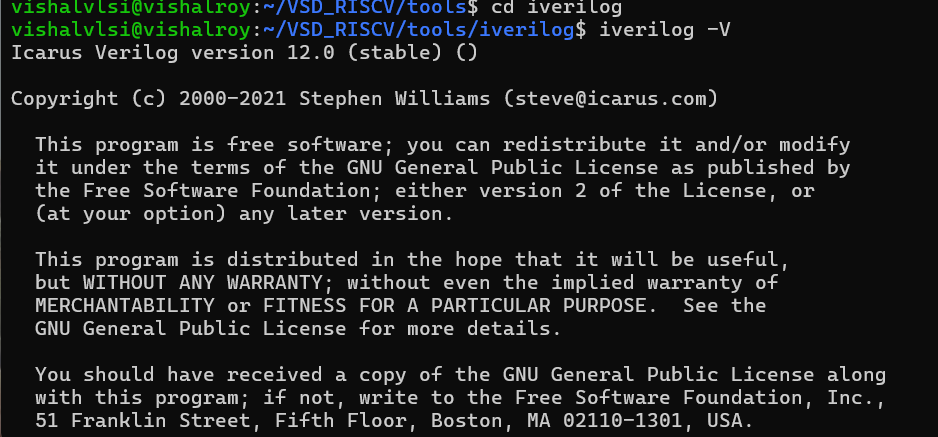 vishalvlsi@vishalroy:~/VSD_RISCV/tools$ cd iverilog
vishalvlsi@vishalroy:~/VSD_RISCV/tools/iverilog$ iverilog -V
Icarus Verilog version 12.0 (stable) ()

Copyright (c) 2000-2021 Stephen Williams (steve@icarus.com)

  This program is free software; you can redistribute it and/or modify
  it under the terms of the GNU General Public License as published by
  the Free Software Foundation; either version 2 of the License, or
  (at your option) any later version.

  This program is distributed in the hope that it will be useful,
  but WITHOUT ANY WARRANTY; without even the implied warranty of
  MERCHANTABILITY or FITNESS FOR A PARTICULAR PURPOSE.  See the
  GNU General Public License for more details.

  You should have received a copy of the GNU General Public License along
  with this program; if not, write to the Free Software Foundation, Inc.,
  51 Franklin Street, Fifth Floor, Boston, MA 02110-1301, USA.